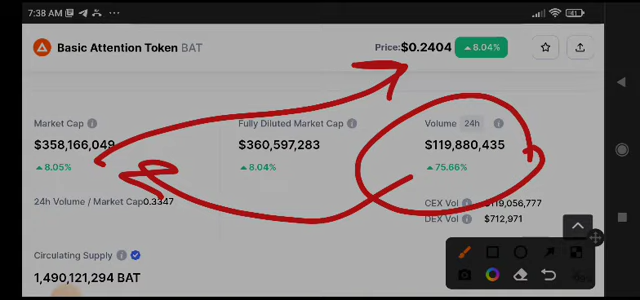 7:38 AM
Basic Attention Token BAT
Price:$0.2404 8.04%
Market Cap
$358,166,049
8.05%
Fully Diluted Market Cap
$360,597,283
8.04%
Volume 24h
$119,880,435
75.66%
24h Volume / Market Cap0.3347
CEX Vol $119,056,777
DEX Vol $712,971
Circulating Supply
1,490,121,294 BAT